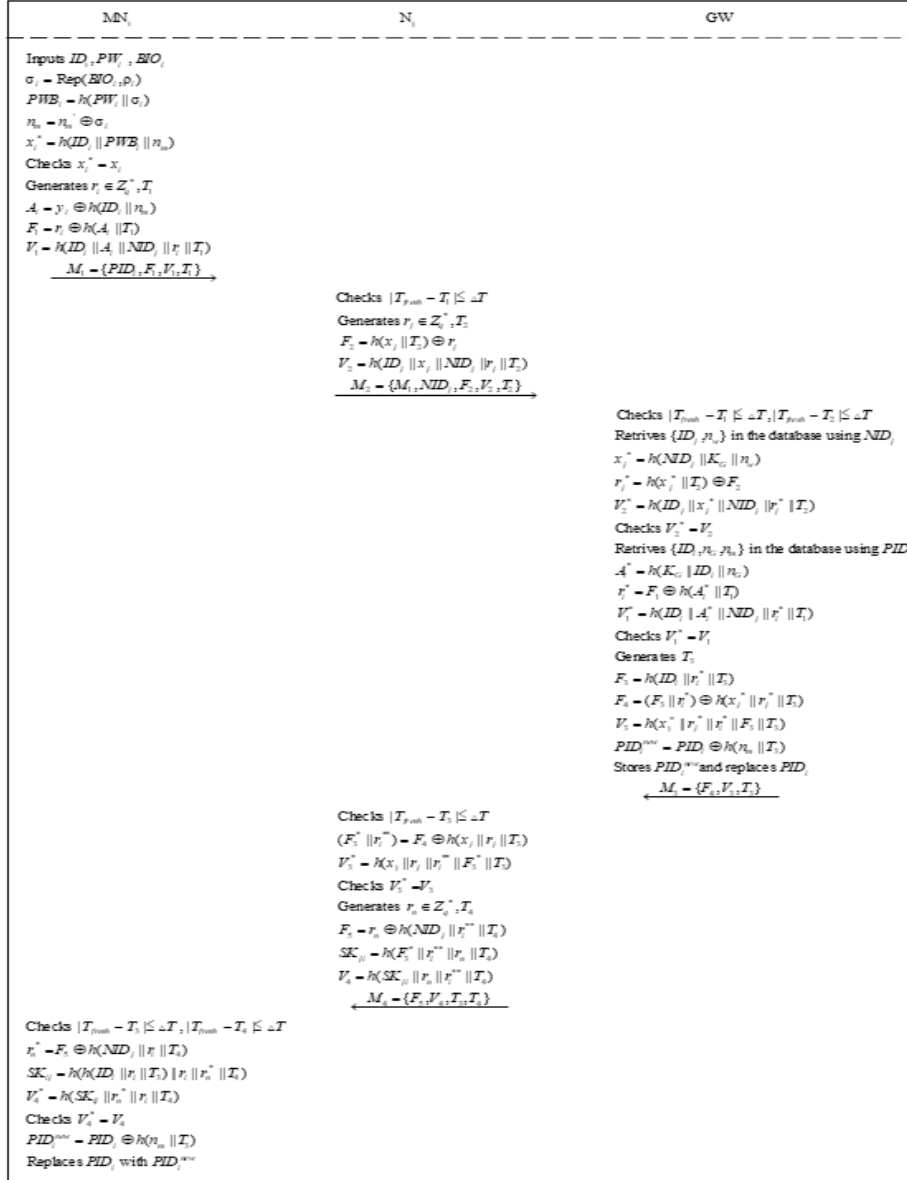 MN_i N_j GW
Inputs ID_i, PW_i, BIO_i
σ_i = Rep(BIO_i, ρ_i)
PWB_i = h(PW_i || σ_i)
n_m = n_m' ⊕ σ_i
x_i^* = h(ID_i || PWB_i || n_m)
Checks x_i^* = x_i
Generates r_i ∈ Z_q^*, T_1
A_i = y_i ⊕ h(ID_i || n_m)
F_1 = r_i ⊕ h(A_i || T_1)
V_1 = h(ID_i || A_i || NID_j || r_i || T_1)
M_1 = {PID_i, F_1, V_1, T_1}
Checks |T_fresh − T_1| ≤ △T
Generates r_j ∈ Z_q^*, T_2
F_2 = h(x_j || T_2) ⊕ r_j
V_2 = h(ID_j || x_j || NID_j || r_j || T_2)
M_2 = {M_1, NID_j, F_2, V_2, T_2}
Checks |T_fresh − T_1| ≤ △T, |T_fresh − T_2| ≤ △T
Retrives {ID_j, n_s} in the database using NID_j
x_j^* = h(NID_j || K_G || n_s)
r_j^* = h(x_j^* || T_2) ⊕ F_2
V_2^* = h(ID_j || x_j^* || NID_j || r_j^* || T_2)
Checks V_2^* = V_2
Retrives {ID_i, n_G, n_m} in the database using PID
A_i^* = h(K_G || ID_i || n_G)
r_i^* = F_1 ⊕ h(A_i^* || T_1)
V_1^* = h(ID_i || A_i^* || NID_j || r_i^* || T_1)
Checks V_1^* = V_1
Generates T_3
F_3 = h(ID_i || r_i^* || T_3)
F_4 = (F_3 || r_i^*) ⊕ h(x_j^* || r_j^* || T_3)
V_3 = h(x_j^* || r_j^* || r_i^* || F_3 || T_3)
PID_i^new = PID_i ⊕ h(n_m || T_3)
Stores PID_i^new and replaces PID_i
M_3 = {F_4, V_3, T_3}
Checks |T_fresh − T_3| ≤ △T
(F_3^* || r_i^**) = F_4 ⊕ h(x_j || r_j || T_3)
V_3^* = h(x_j || r_j || r_i^** || F_3^* || T_3)
Checks V_3^* = V_3
Generates r_n ∈ Z_q^*, T_4
F_5 = r_n ⊕ h(NID_j || r_i^** || T_4)
SK_ji = h(F_3^* || r_i^** || r_n || T_4)
V_4 = h(SK_ji || r_n || r_i^** || T_4)
M_4 = {F_5, V_4, T_3, T_4}
Checks |T_fresh − T_3| ≤ △T, |T_fresh − T_4| ≤ △T
r_n^* = F_5 ⊕ h(NID_j || r_i || T_4)
SK_ij = h(h(ID_i || r_i || T_3) || r_i || r_n^* || T_4)
V_4^* = h(SK_ij || r_n^* || r_i || T_4)
Checks V_4^* = V_4
PID_i^new = PID_i ⊕ h(n_m || T_3)
Replaces PID_i with PID_i^new